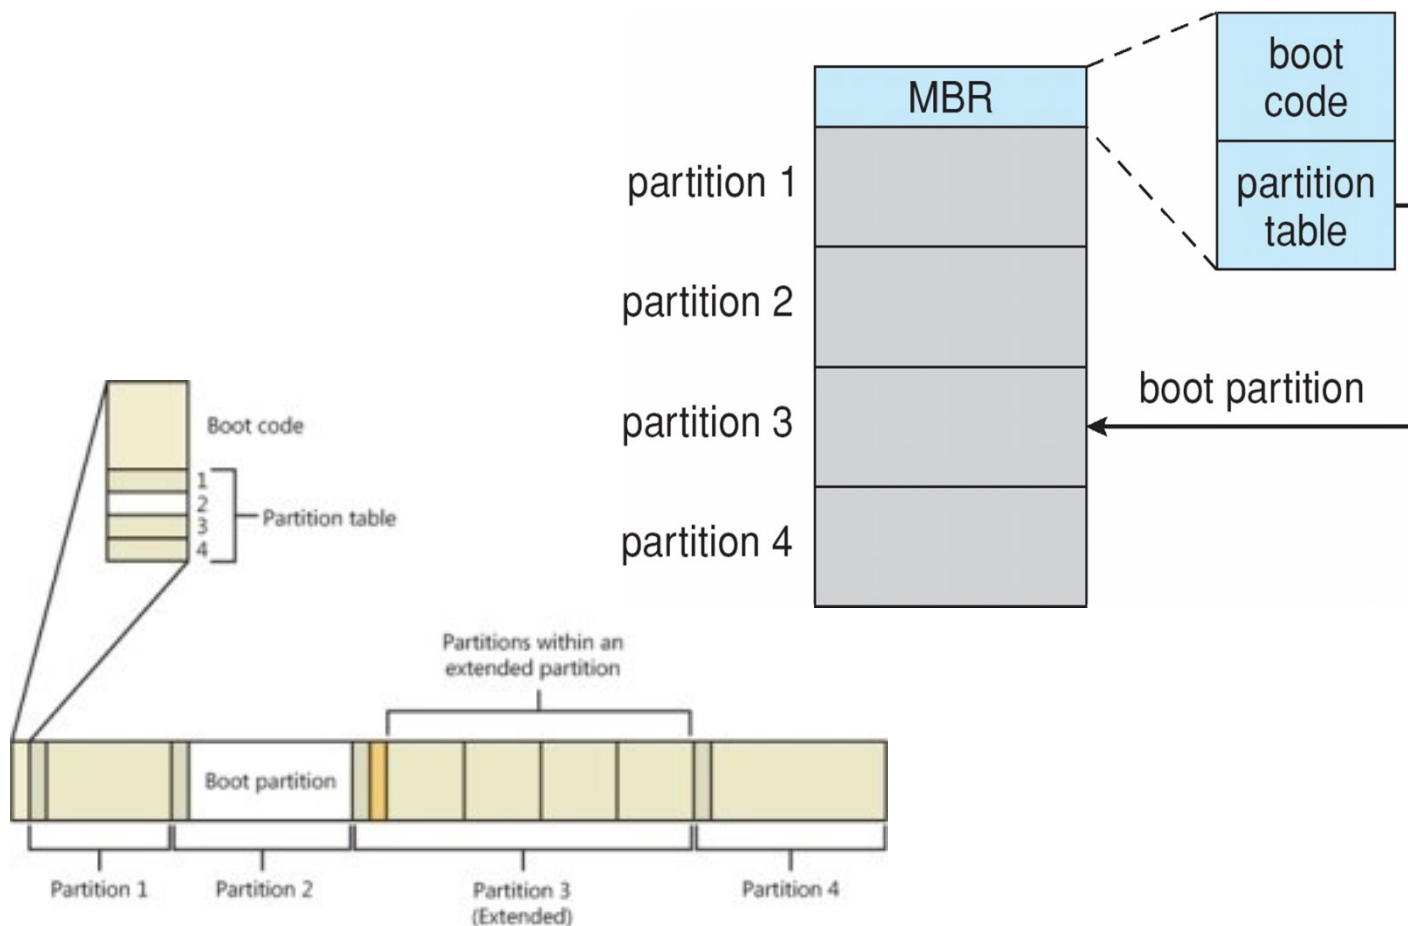 MBR
boot
code
partition
table
partition 1
partition 2
partition 3
partition 4
boot partition
Boot code
1
2
3
4
Partition table
Partitions within an
extended partition
Boot partition
Partition 1
Partition 2
Partition 3
(Extended)
Partition 4